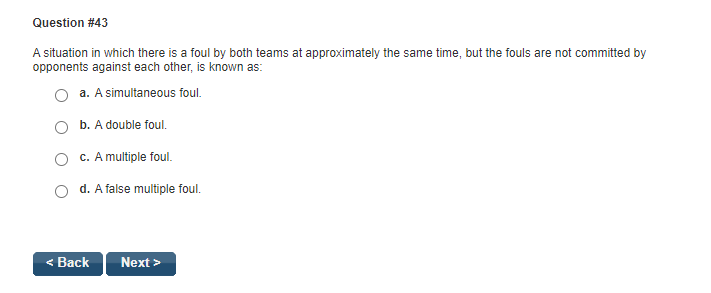 Question #43
A situation in which there is a foul by both teams at approximately the same time, but the fouls are not committed by
opponents against each other, is known as:
a. A simultaneous foul.
b. A double foul.
c. A multiple foul.
d. A false multiple foul.
< Back Next >